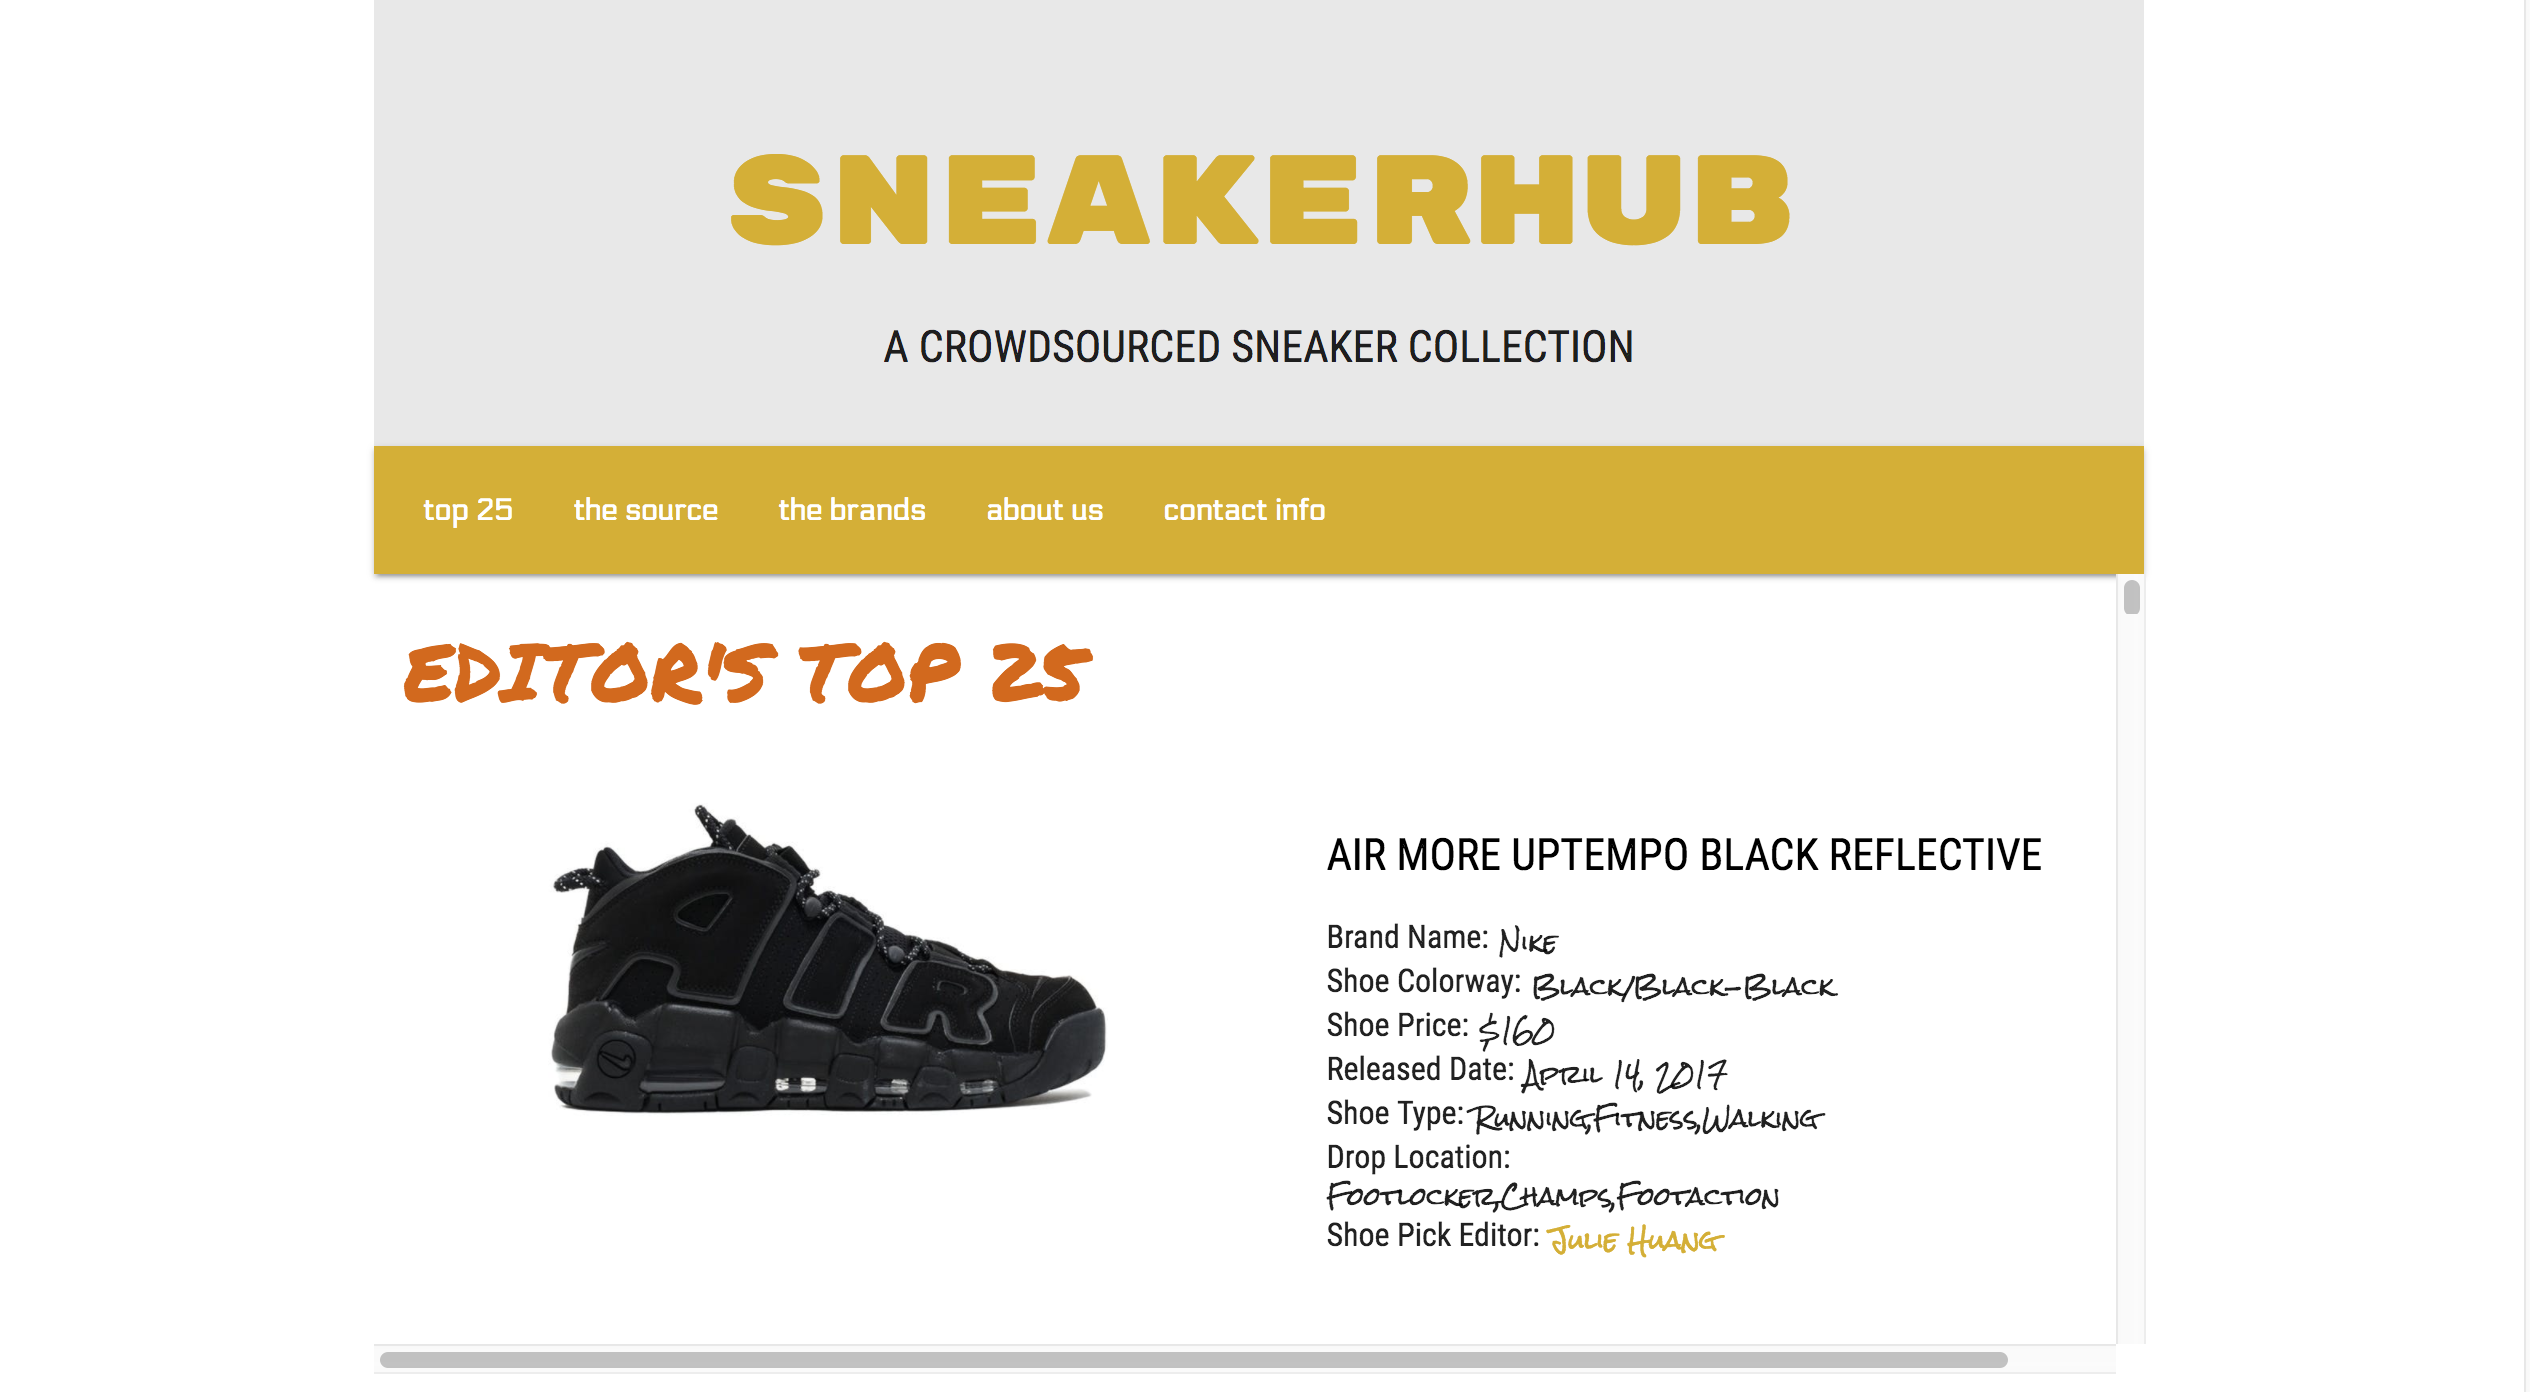 SNEAKERHUB
A CROWDSOURCED SNEAKER COLLECTION
top 25 the source the brands about us contact info
EDITOR'S TOP 25
AIR
AIR MORE UPTEMPO BLACK REFLECTIVE
Brand Name: Nike
Shoe Colorway: Black/Black-Black
Shoe Price: $160
Released Date: April 14, 2017
Shoe Type: Running,Fitness,Walking
Drop Location:
Footlocker,Champs,Footaction
Shoe Pick Editor: Julie Huang